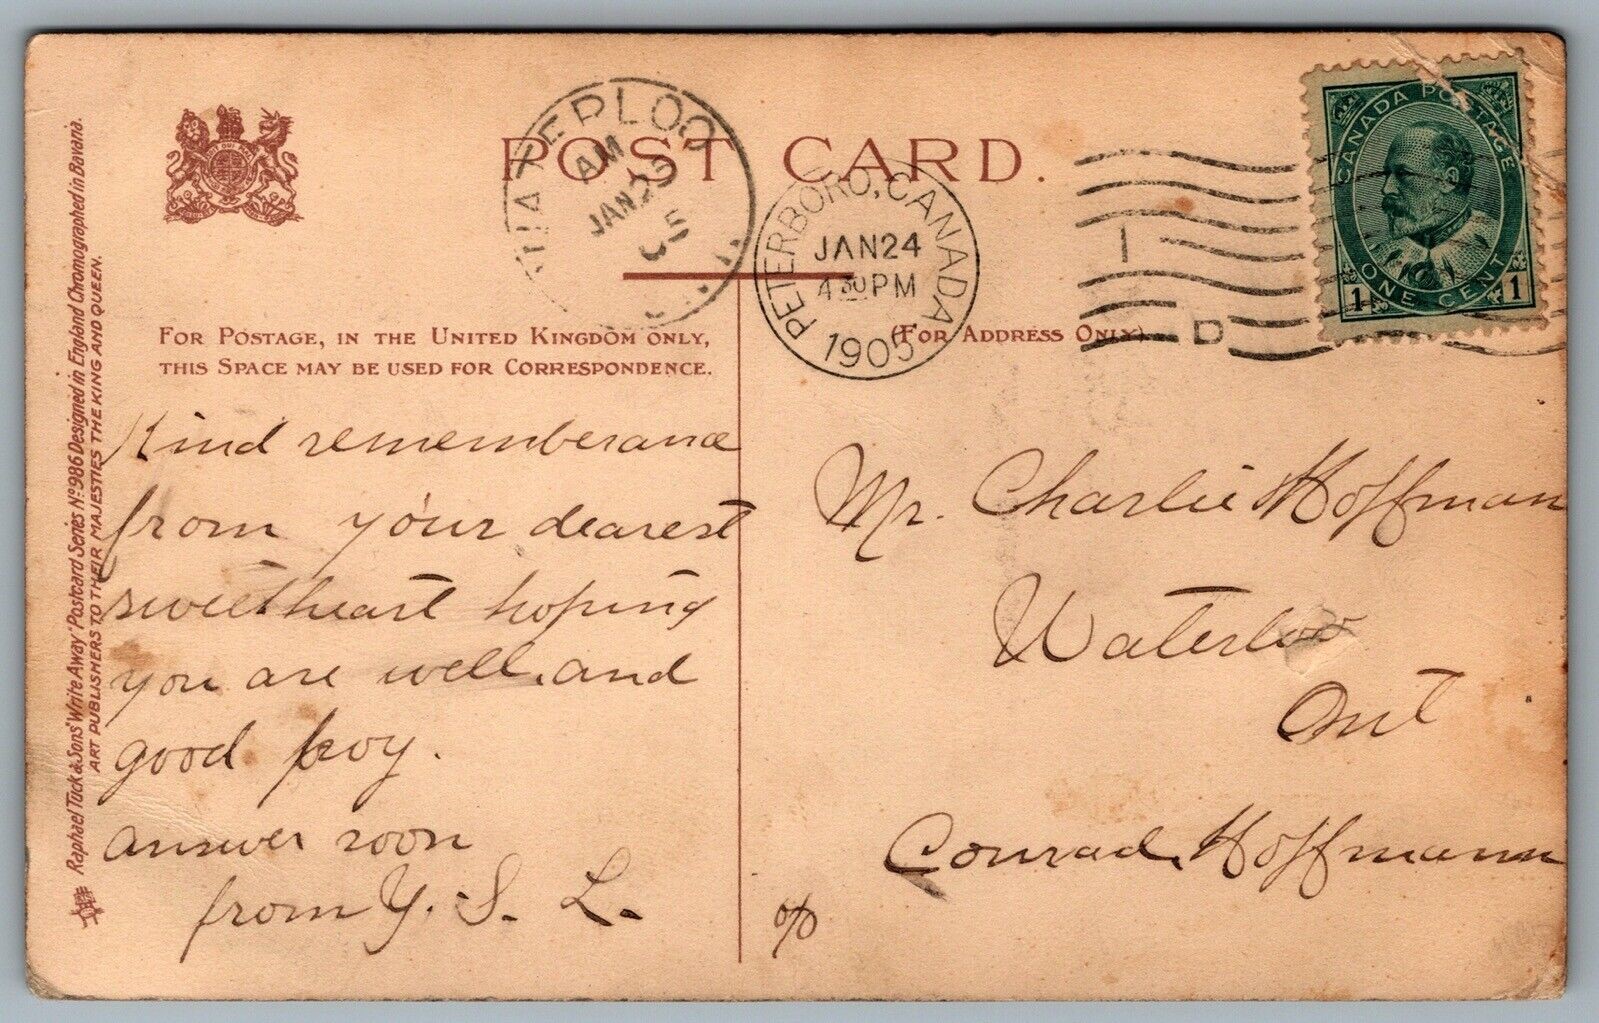 POST CARD.
WATERLOO
AM
JAN 25
05
PETERBORO, CANADA
JAN 24
4 30 PM
1905
1
D
CANADA POSTAGE
1 ONE CENT 1
FOR POSTAGE, IN THE UNITED KINGDOM ONLY,
THIS SPACE MAY BE USED FOR CORRESPONDENCE.
(FOR ADDRESS ONLY)
Raphael Tuck & Sons' "Write Away" Postcard Series No 986 Designed in England Chromographed in Bavaria.
ART PUBLISHERS TO THEIR MAJESTIES THE KING AND QUEEN.
Kind rememberance
from your dearest
sweetheart hoping
you are well and
good boy.
answer soon
from Y. S. L.
Mr. Charlie Hoffman
Waterloo
Ont
Conrad Hoffmann